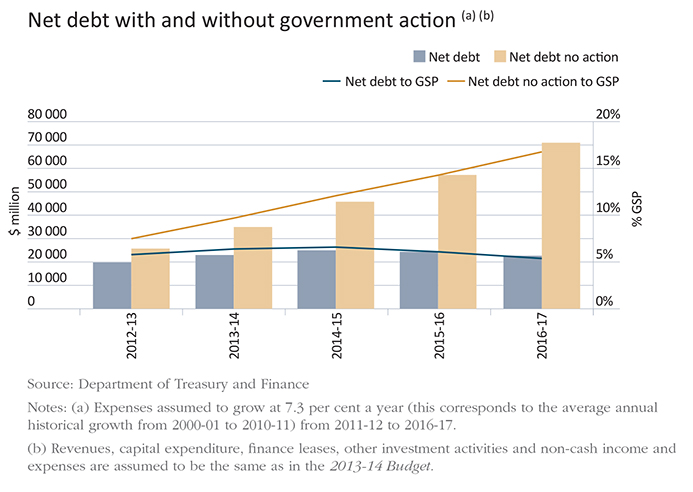 Net debt with and without government action (a) (b)
Net debt Net debt no action
Net debt to GSP Net debt no action to GSP
80 000 20%
70 000
60 000 15%
50 000
$ million
40 000 10%
% GSP
30 000
20 000 5%
10 000
0 0%
2012-13 2013-14 2014-15 2015-16 2016-17
Source: Department of Treasury and Finance
Notes: (a) Expenses assumed to grow at 7.3 per cent a year (this corresponds to the average annual
historical growth from 2000-01 to 2010-11) from 2011-12 to 2016-17.
(b) Revenues, capital expenditure, finance leases, other investment activities and non-cash income and
expenses are assumed to be the same as in the 2013-14 Budget.